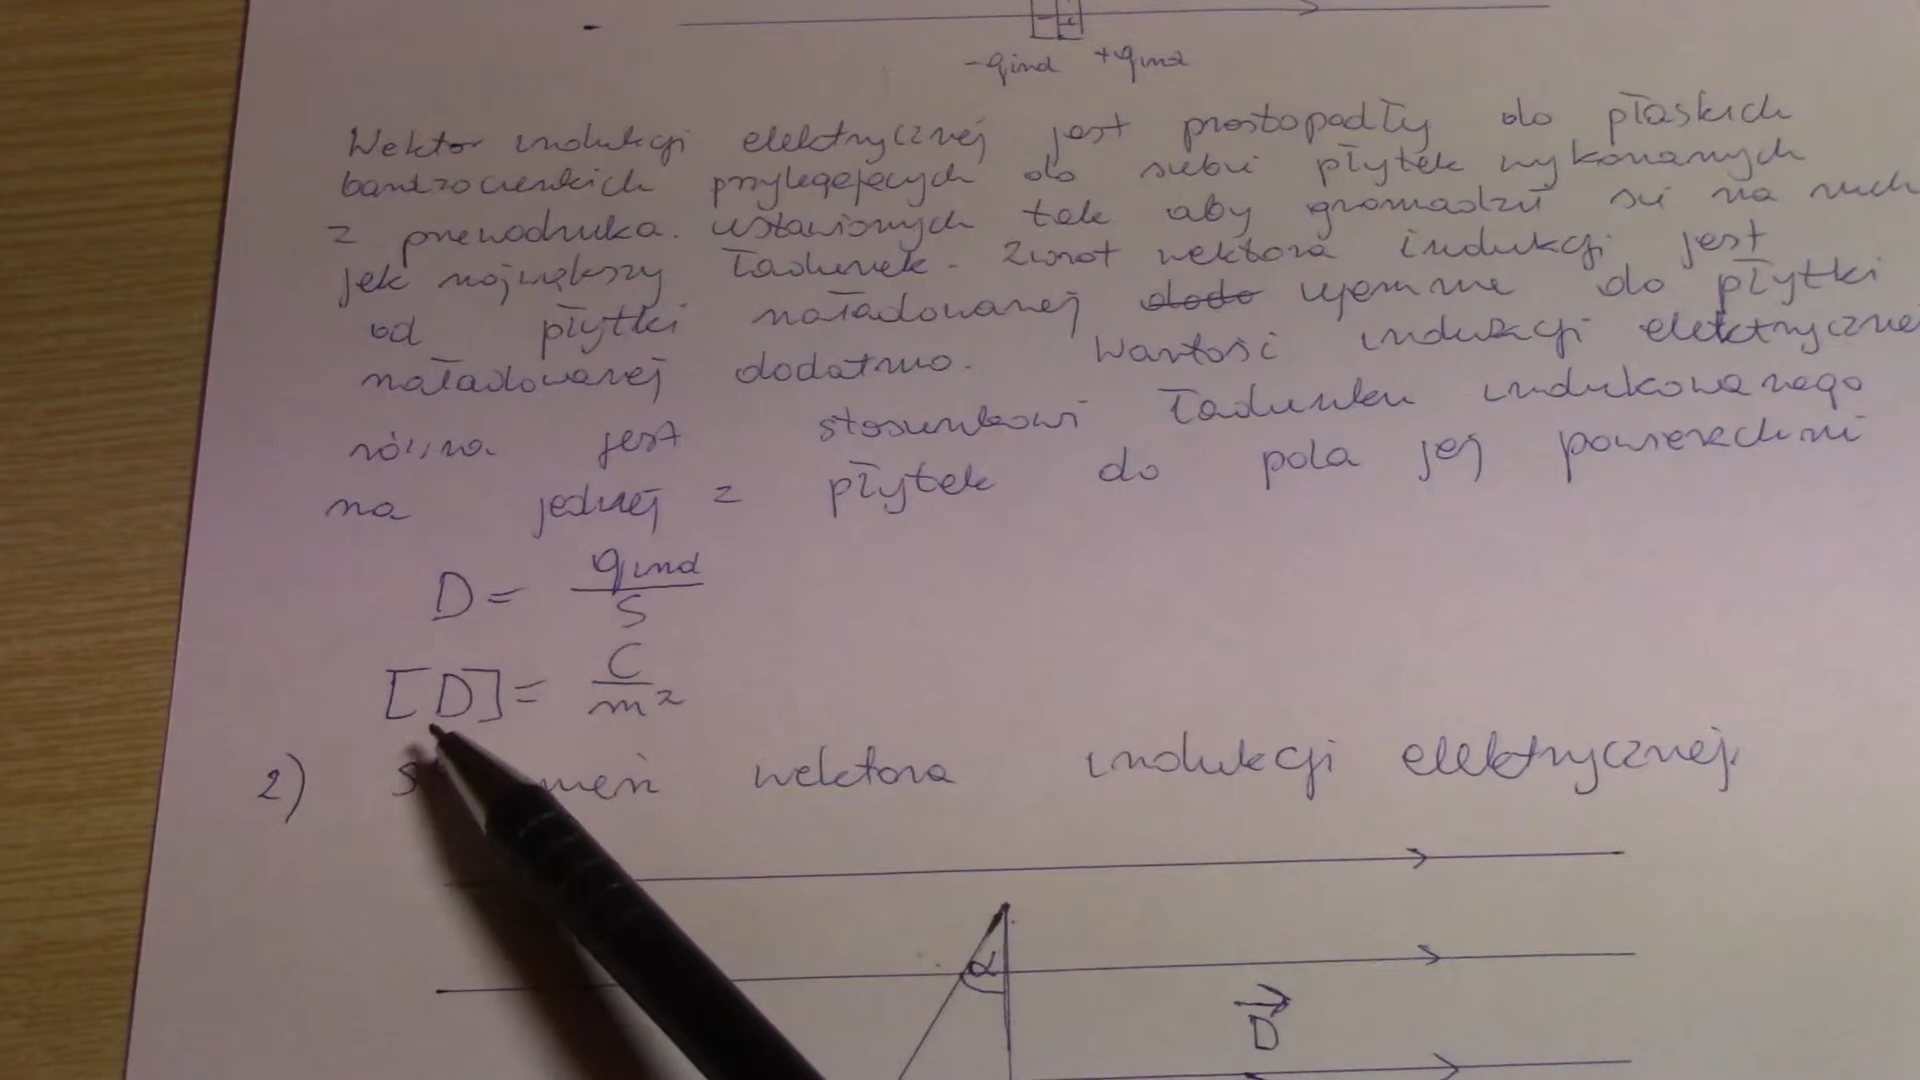 -qind +qind
Wektor indukcji elektrycznej jest prostopadły do płaskich
bardzo cienkich przylegających do siebie płytek wykonanych
z przewodnika. ustawionych tak aby gromadził się na nich
jak największy ładunek. Zwrot wektora indukcji jest
od płytki naładowanej dodo ujemnie do płytki
naładowanej dodatnio. Wartość indukcji elektrycznej
równa jest stosunkowi ładunku indukowanego
na jednej z płytek do pola jej powierzchni
D = qind/S
[D] = C/m²
2) wektora indukcji elektrycznej.
α
D